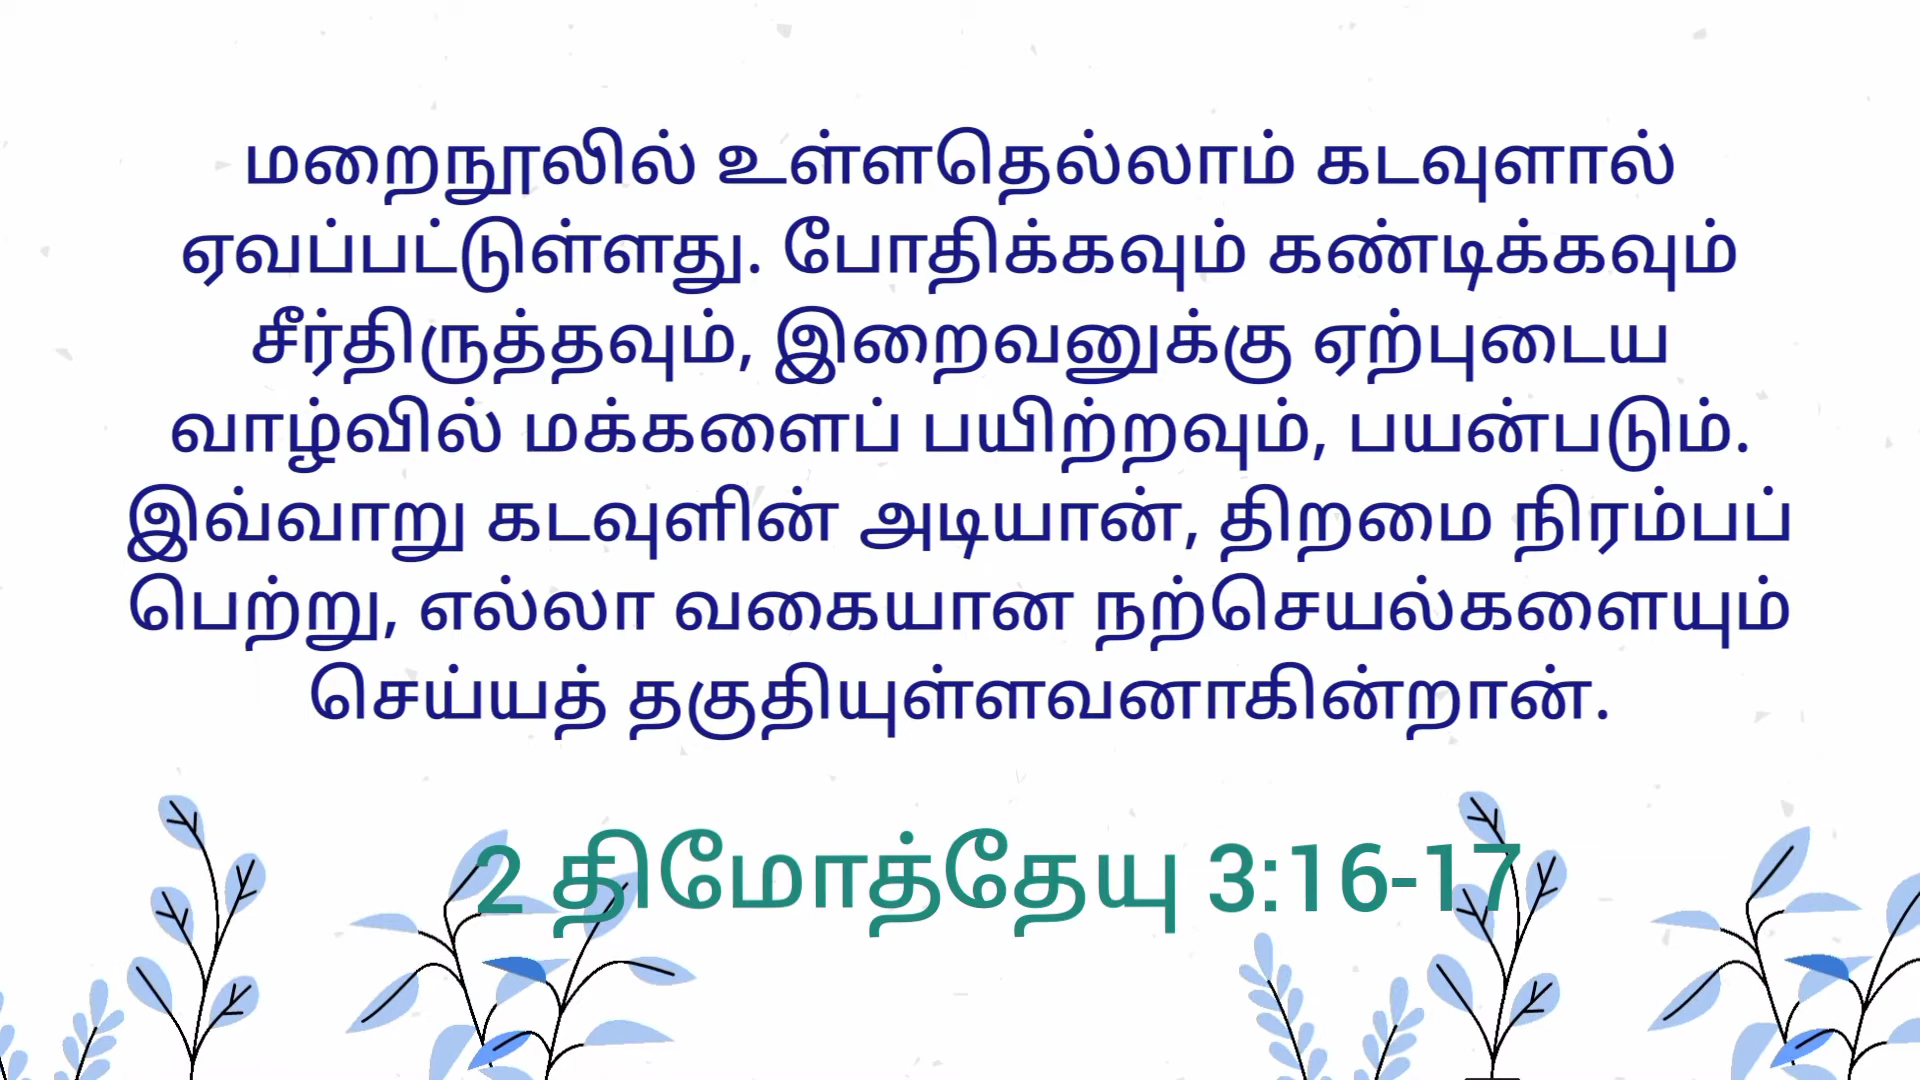 மறைநூலில் உள்ளதெல்லாம் கடவுளால்
ஏவப்பட்டுள்ளது. போதிக்கவும் கண்டிக்கவும்
சீர்திருத்தவும், இறைவனுக்கு ஏற்புடைய
வாழ்வில் மக்களைப் பயிற்றவும், பயன்படும்.
இவ்வாறு கடவுளின் அடியான், திறமை நிரம்பப்
பெற்று, எல்லா வகையான நற்செயல்களையும்
செய்யத் தகுதியுள்ளவனாகின்றான்.
2 திமோத்தேயு 3:16-17